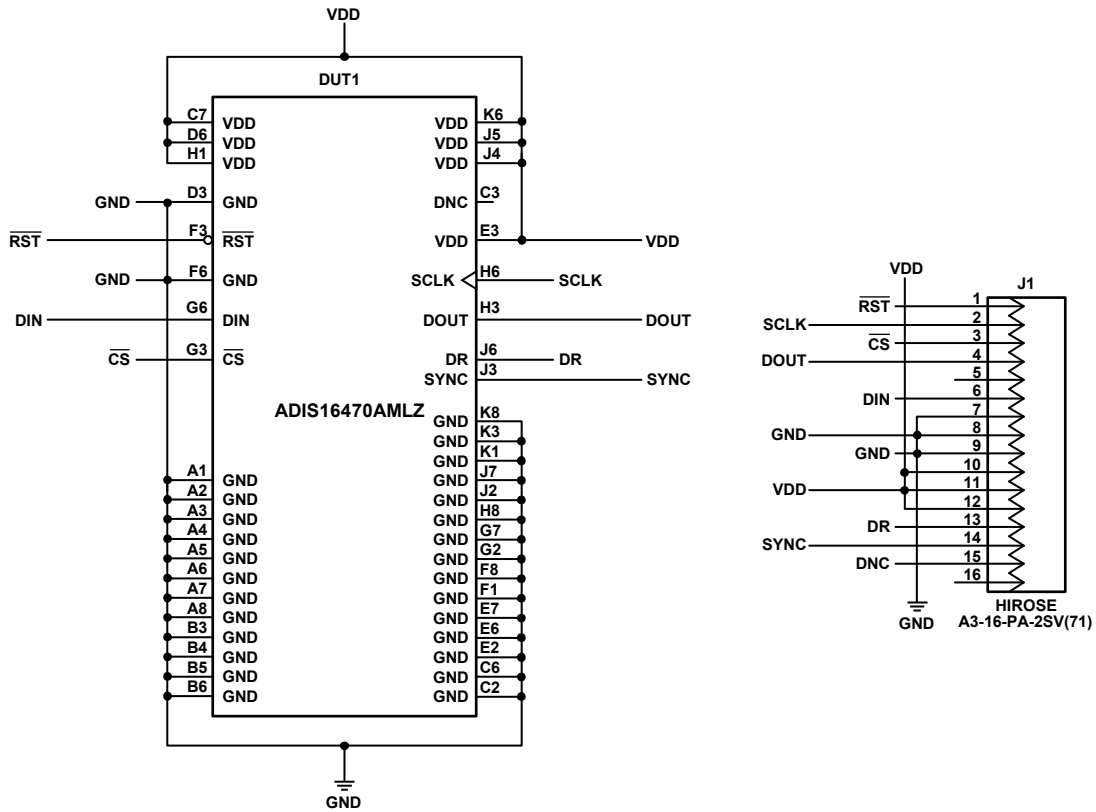 VDD
DUT1
C7 VDD VDD K6
D6 VDD VDD J5
H1 VDD VDD J4
GND D3 GND DNC C3
RST F3 RST VDD E3 VDD
GND F6 GND SCLK H6 SCLK
DIN G6 DIN DOUT H3 DOUT
CS G3 CS DR J6 DR
SYNC J3 SYNC
ADIS16470AMLZ
GND K8
GND K3
GND K1
A1 GND GND J7
A2 GND GND J2
A3 GND GND H8
A4 GND GND G7
A5 GND GND G2
A6 GND GND F8
A7 GND GND F1
A8 GND GND E7
B3 GND GND E6
B4 GND GND E2
B5 GND GND C6
B6 GND GND C2
GND
VDD
J1
RST 1
SCLK 2
CS 3
DOUT 4
5
DIN 6
7
GND 8
GND 9
10
VDD 11
12
DR 13
SYNC 14
DNC 15
16
GND
HIROSE
A3-16-PA-2SV(71)